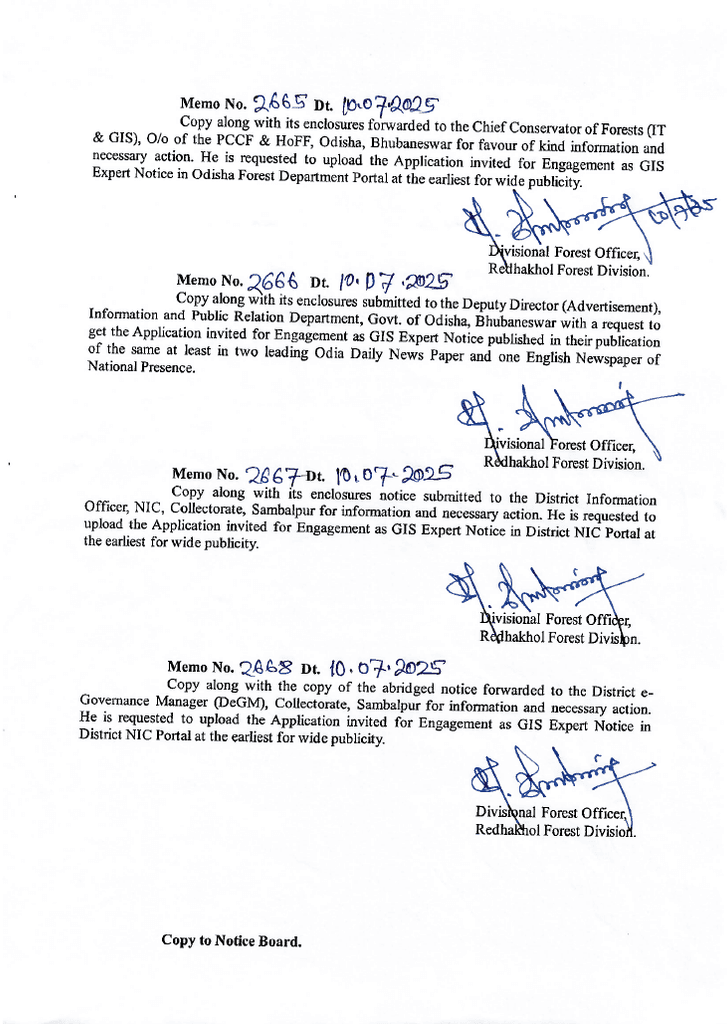 Memo No. 2665 Dt. 10.07.2025
Copy along with its enclosures forwarded to the Chief Conservator of Forests (IT
& GIS), O/o of the PCCF & HoFF, Odisha, Bhubaneswar for favour of kind information and
necessary action. He is requested to upload the Application invited for Engagement as GIS
Expert Notice in Odisha Forest Department Portal at the earliest for wide publicity.
10/7/25
Divisional Forest Officer,
Redhakhol Forest Division.
Memo No. 2666 Dt. 10.07.2025
Copy along with its enclosures submitted to the Deputy Director (Advertisement),
Information and Public Relation Department, Govt. of Odisha, Bhubaneswar with a request to
get the Application invited for Engagement as GIS Expert Notice published in their publication
of the same at least in two leading Odia Daily News Paper and one English Newspaper of
National Presence.
Divisional Forest Officer,
Redhakhol Forest Division.
Memo No. 2667 Dt. 10.07.2025
Copy along with its enclosures notice submitted to the District Information
Officer, NIC, Collectorate, Sambalpur for information and necessary action. He is requested to
upload the Application invited for Engagement as GIS Expert Notice in District NIC Portal at
the earliest for wide publicity.
Divisional Forest Officer,
Redhakhol Forest Division.
Memo No. 2668 Dt. 10.07.2025
Copy along with the copy of the abridged notice forwarded to the District e-
Governance Manager (DeGM), Collectorate, Sambalpur for information and necessary action.
He is requested to upload the Application invited for Engagement as GIS Expert Notice in
District NIC Portal at the earliest for wide publicity.
Divisional Forest Officer,
Redhakhol Forest Division.
Copy to Notice Board.